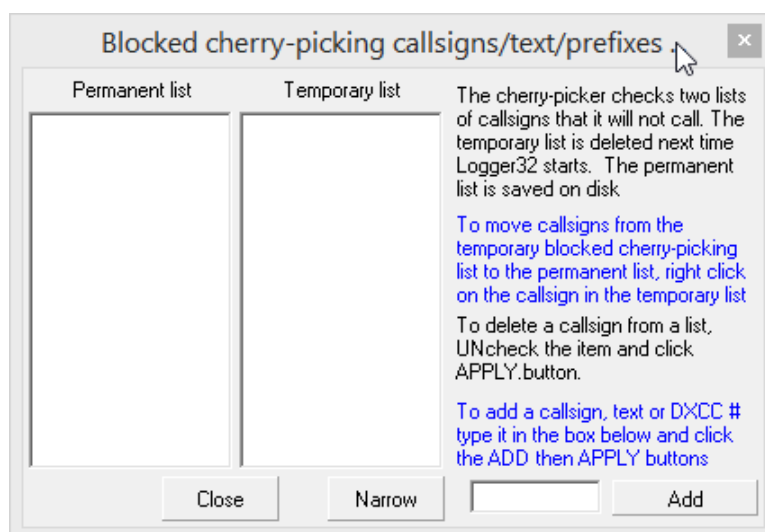 Blocked cherry-picking callsigns/text/prefixes .
Permanent list
Temporary list
The cherry-picker checks two lists
of callsigns that it will not call. The
temporary list is deleted next time
Logger32 starts.  The permanent
list is saved on disk
To move callsigns from the
temporary blocked cherry-picking
list to the permanent list, right click
on the callsign in the temporary list
To delete a callsign from a list,
UNcheck the item and click
APPLY.button.
To add a callsign, text or DXCC #
type it in the box below and click
the ADD then APPLY buttons
Close
Narrow
Add